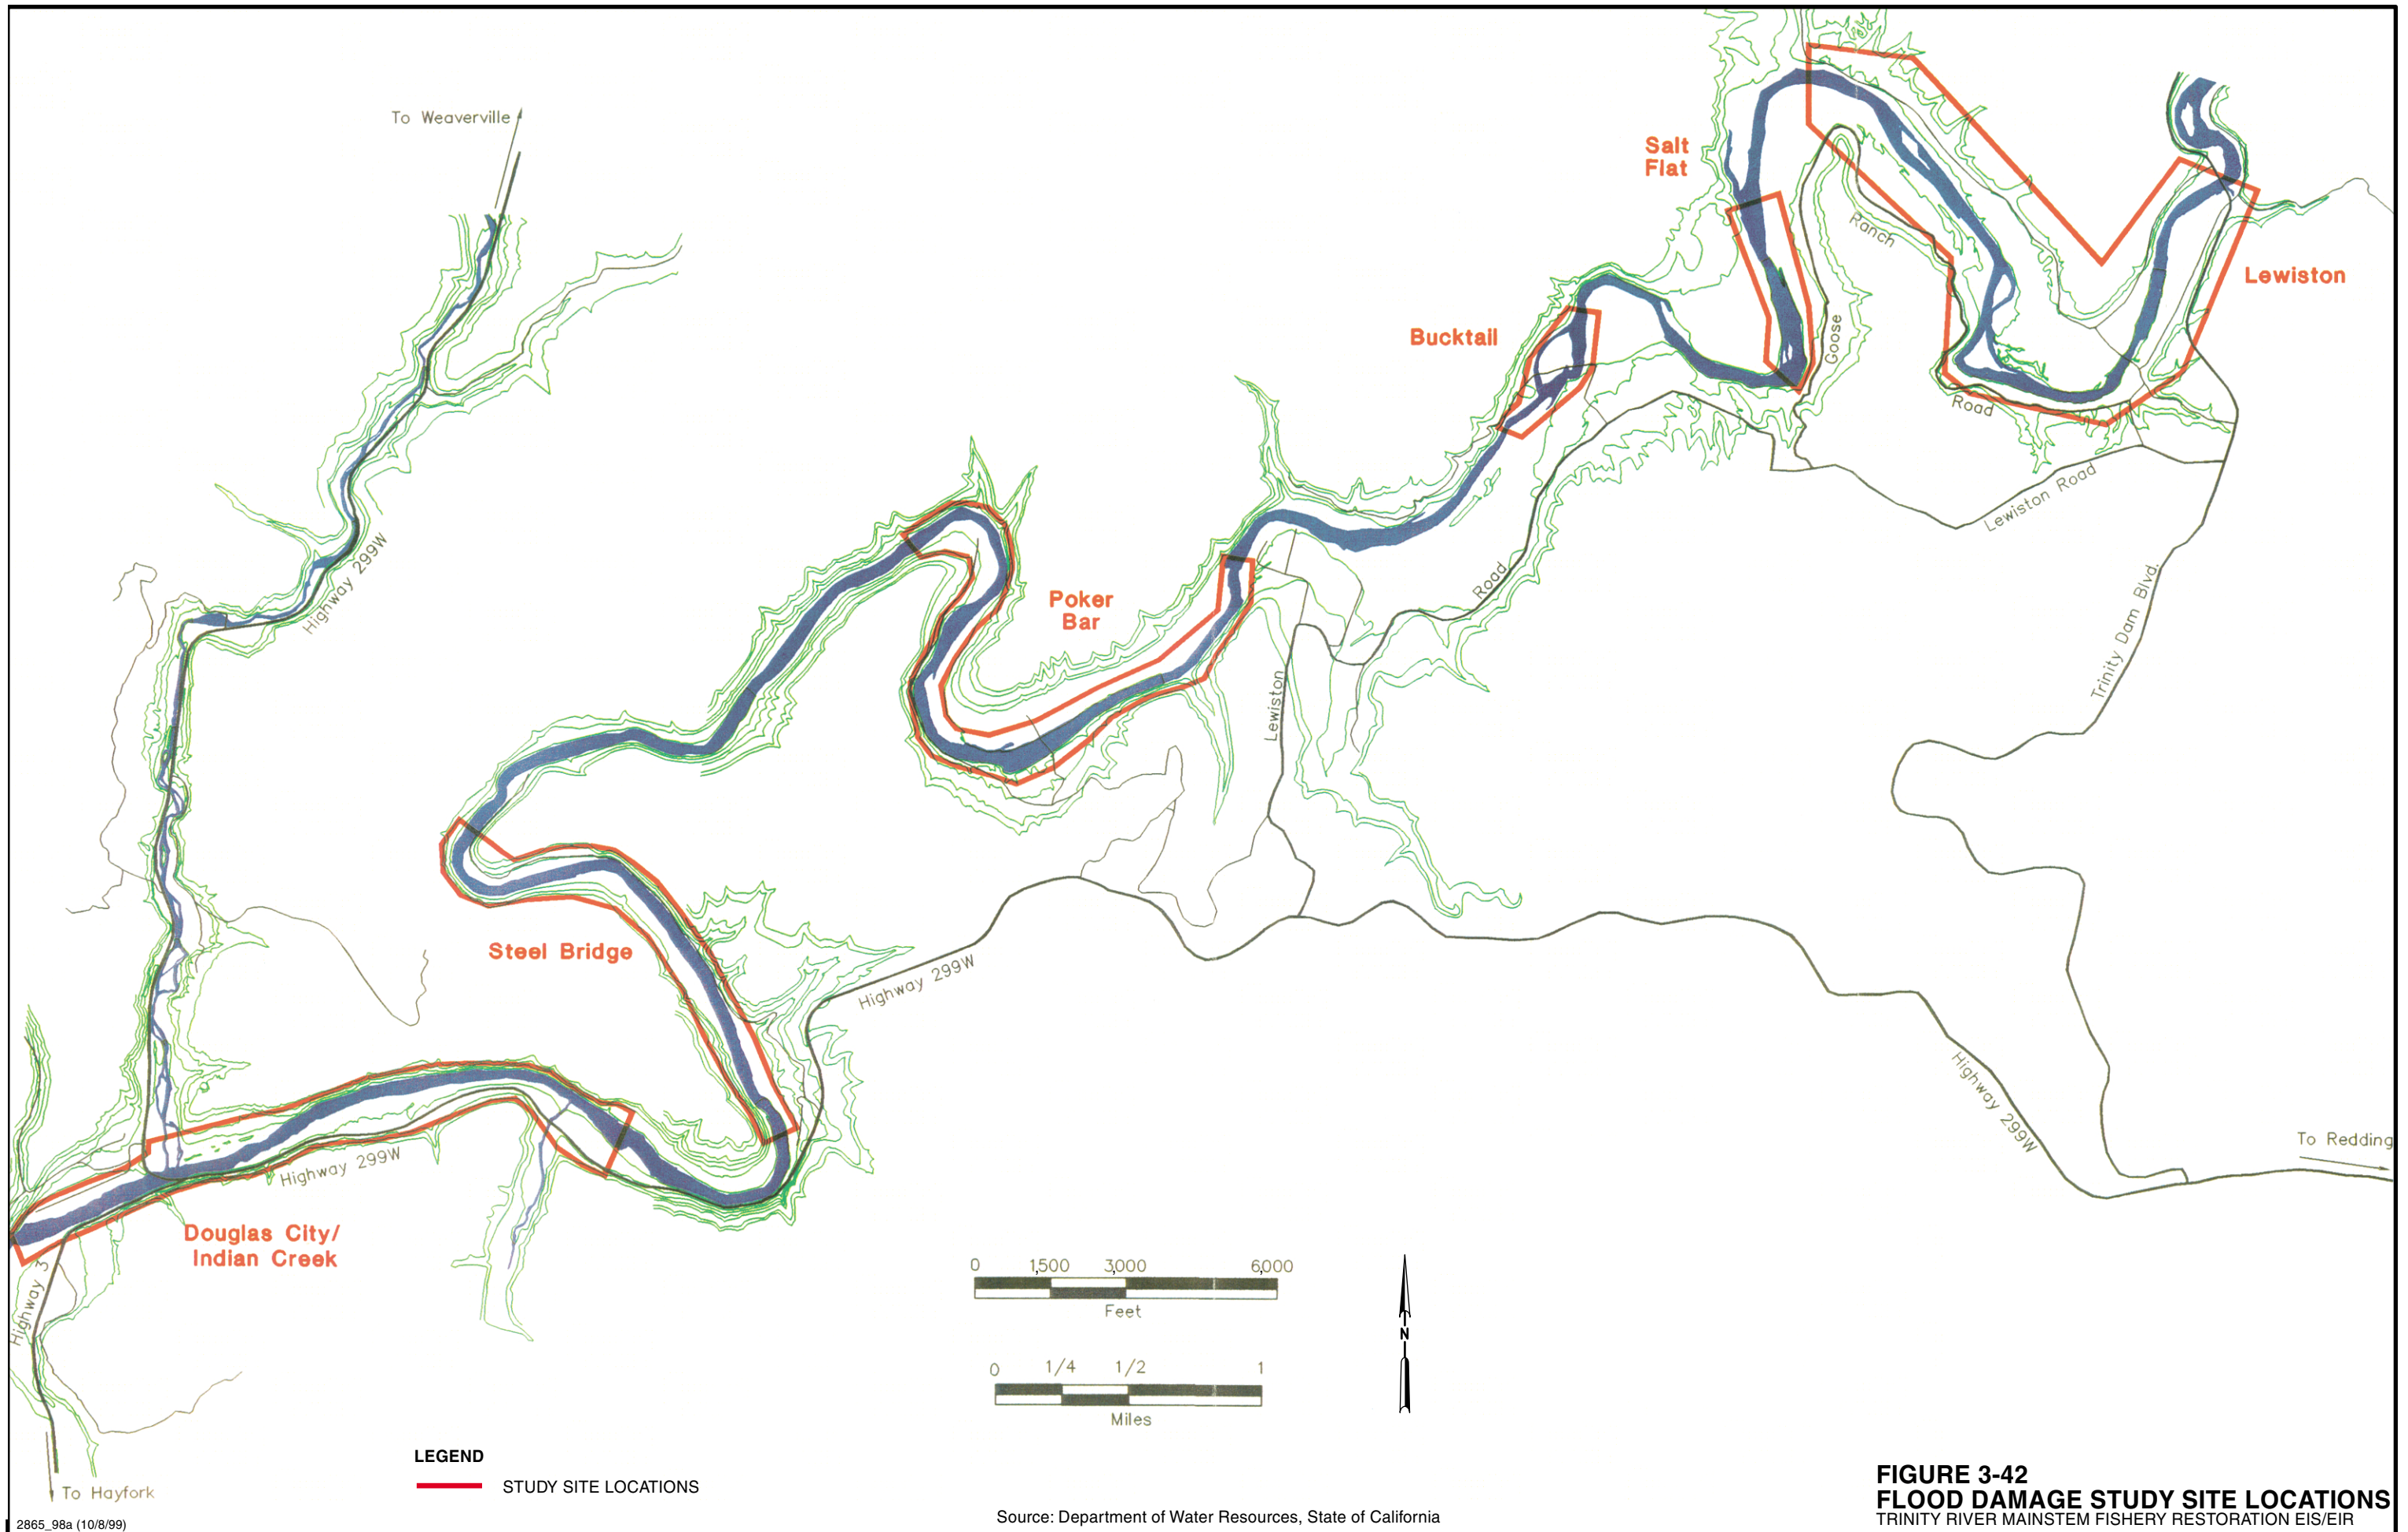 To Weaverville
Salt
Flat
Ranch
Lewiston
Bucktail
Goose
Road
Lewiston Road
Highway 299W
Poker
Bar
Road
Trinity Dam Blvd.
Lewiston
Steel Bridge
Highway 299W
Highway 299W
To Redding
Highway 299W
Douglas City/
Indian Creek
Highway 3
0 1,500 3,000 6,000
Feet
N
0 1/4 1/2 1
Miles
LEGEND
STUDY SITE LOCATIONS
To Hayfork
FIGURE 3-42
FLOOD DAMAGE STUDY SITE LOCATIONS
TRINITY RIVER MAINSTEM FISHERY RESTORATION EIS/EIR
Source: Department of Water Resources, State of California
2865_98a (10/8/99)